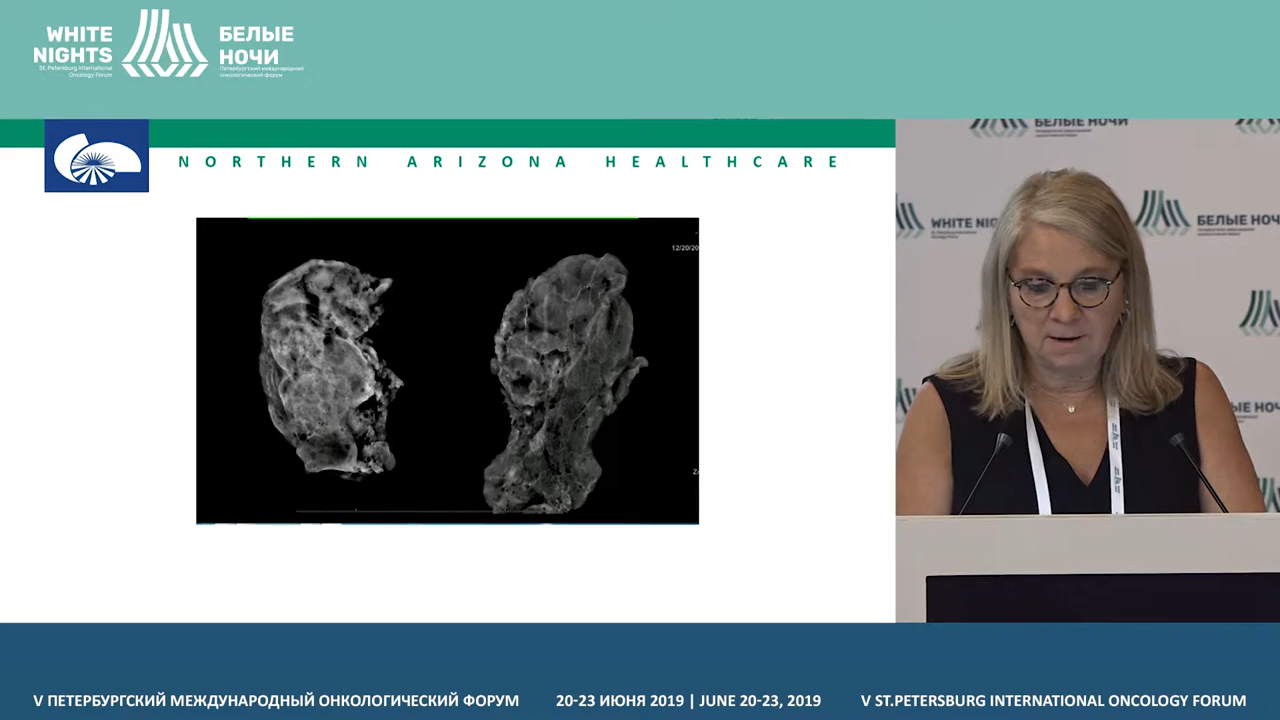 WHITE
NIGHTS
St. Petersburg International
Oncology Forum
БЕЛЫЕ
НОЧИ
Петербургский международный
онкологический форум
NORTHERN ARIZONA HEALTHCARE
12/20/20
БЕЛЫЕ НОЧИ
WHITE NIG
БЕЛЫЕ НОЧ
V ПЕТЕРБУРГСКИЙ МЕЖДУНАРОДНЫЙ ОНКОЛОГИЧЕСКИЙ ФОРУМ
20-23 ИЮНЯ 2019 | JUNE 20-23, 2019
V ST.PETERSBURG INTERNATIONAL ONCOLOGY FORUM